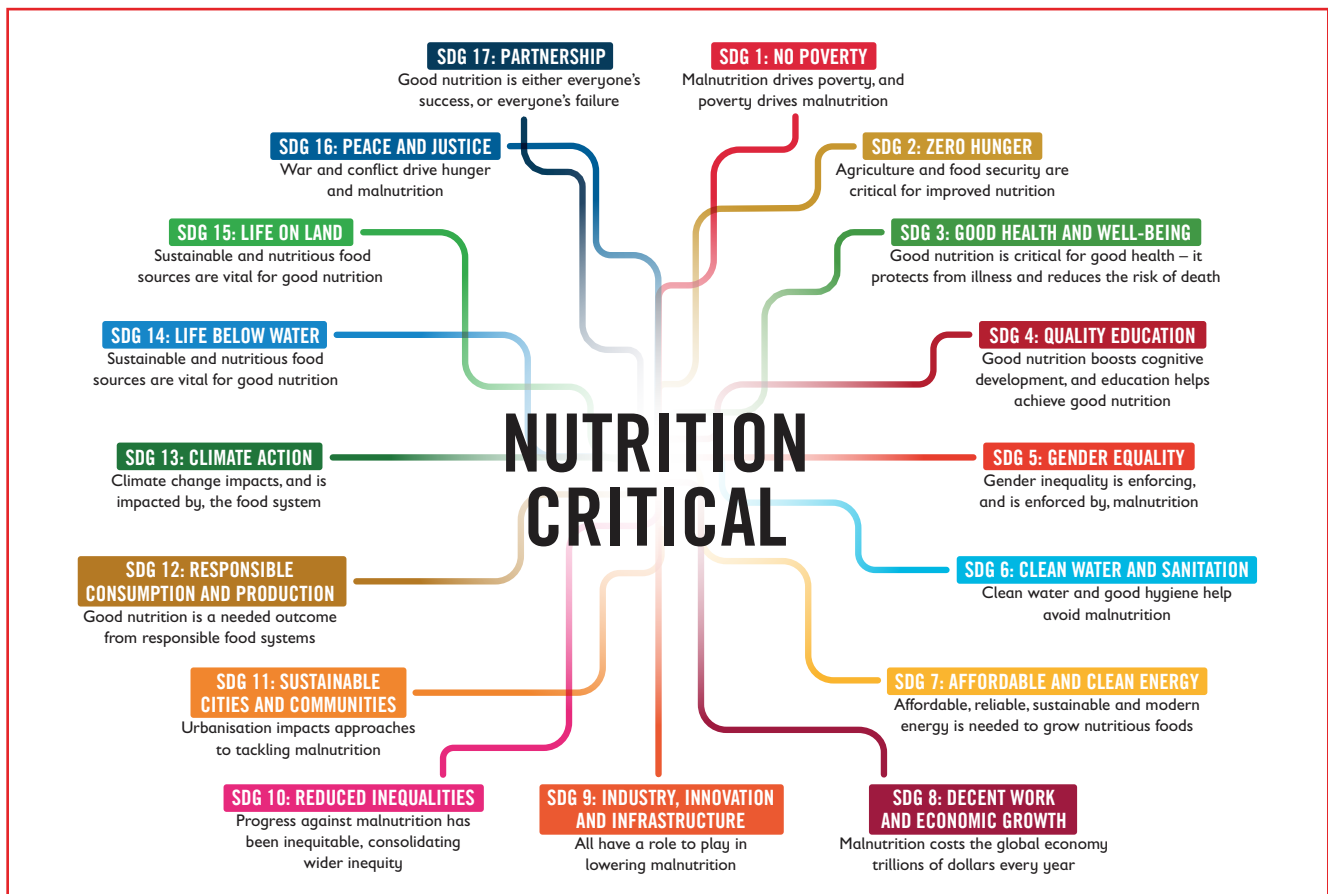 SDG 17: PARTNERSHIP
Good nutrition is either everyone's
success, or everyone's failure
SDG 1: NO POVERTY
Malnutrition drives poverty, and
poverty drives malnutrition
SDG 16: PEACE AND JUSTICE
War and conflict drive hunger
and malnutrition
SDG 2: ZERO HUNGER
Agriculture and food security are
critical for improved nutrition
SDG 15: LIFE ON LAND
Sustainable and nutritious food
sources are vital for good nutrition
SDG 3: GOOD HEALTH AND WELL-BEING
Good nutrition is critical for good health – it
protects from illness and reduces the risk of death
SDG 14: LIFE BELOW WATER
Sustainable and nutritious food
sources are vital for good nutrition
SDG 4: QUALITY EDUCATION
Good nutrition boosts cognitive
development, and education helps
achieve good nutrition
NUTRITION
CRITICAL
SDG 13: CLIMATE ACTION
Climate change impacts, and is
impacted by, the food system
SDG 5: GENDER EQUALITY
Gender inequality is enforcing,
and is enforced by, malnutrition
SDG 12: RESPONSIBLE
CONSUMPTION AND PRODUCTION
Good nutrition is a needed outcome
from responsible food systems
SDG 6: CLEAN WATER AND SANITATION
Clean water and good hygiene help
avoid malnutrition
SDG 11: SUSTAINABLE
CITIES AND COMMUNITIES
Urbanisation impacts approaches
to tackling malnutrition
SDG 7: AFFORDABLE AND CLEAN ENERGY
Affordable, reliable, sustainable and modern
energy is needed to grow nutritious foods
SDG 10: REDUCED INEQUALITIES
Progress against malnutrition has
been inequitable, consolidating
wider inequity
SDG 9: INDUSTRY, INNOVATION
AND INFRASTRUCTURE
All have a role to play in
lowering malnutrition
SDG 8: DECENT WORK
AND ECONOMIC GROWTH
Malnutrition costs the global economy
trillions of dollars every year